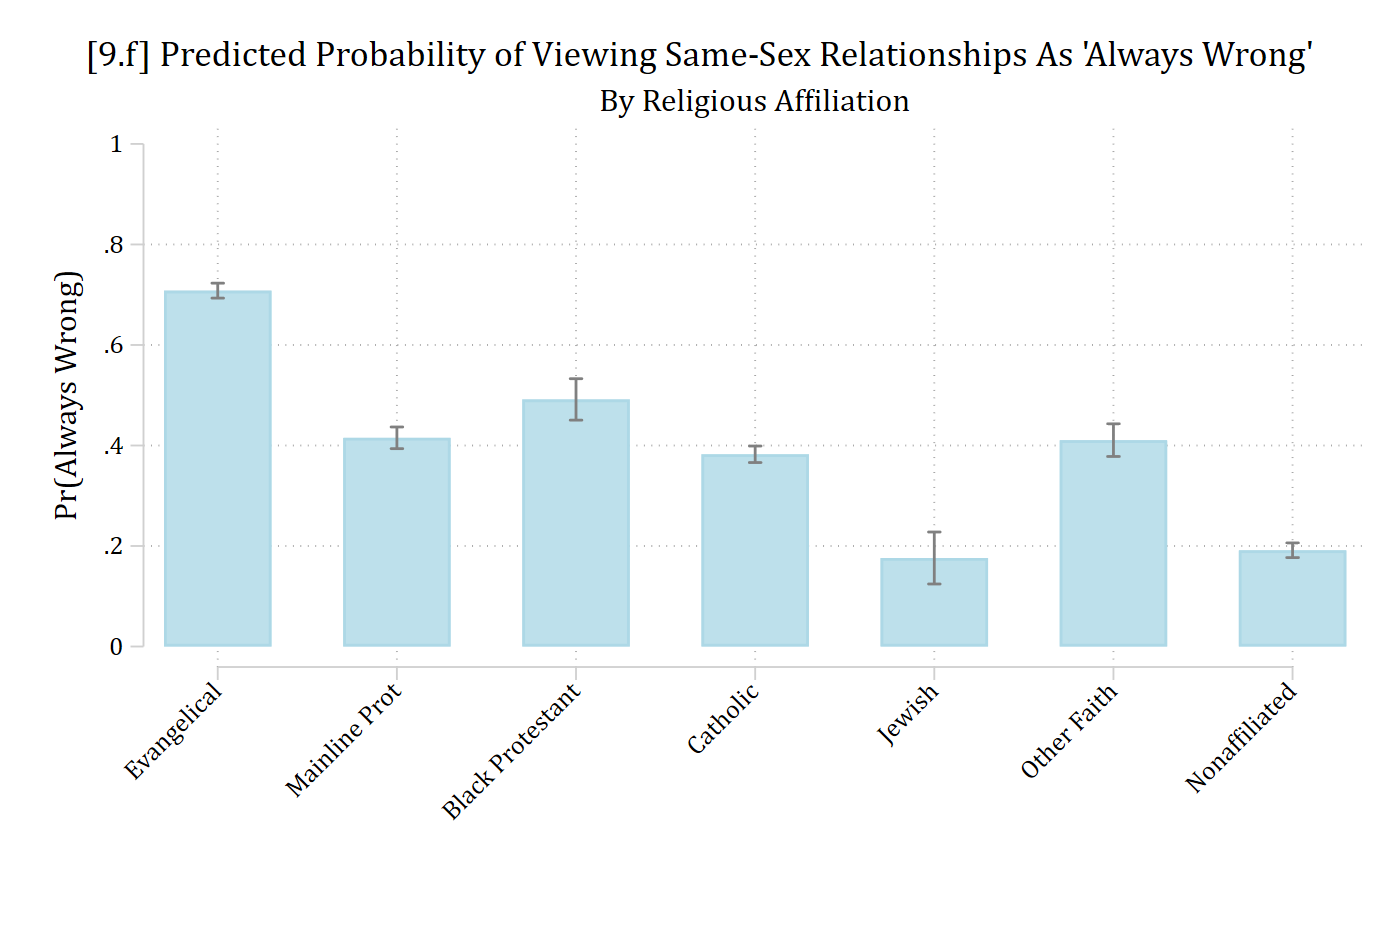 [9.f] Predicted Probability of Viewing Same-Sex Relationships As 'Always Wrong'
By Religious Affiliation
Pr(Always Wrong)
1
.8
.6
.4
.2
0
Evangelical
Mainline Prot
Black Protestant
Catholic
Jewish
Other Faith
Nonaffiliated